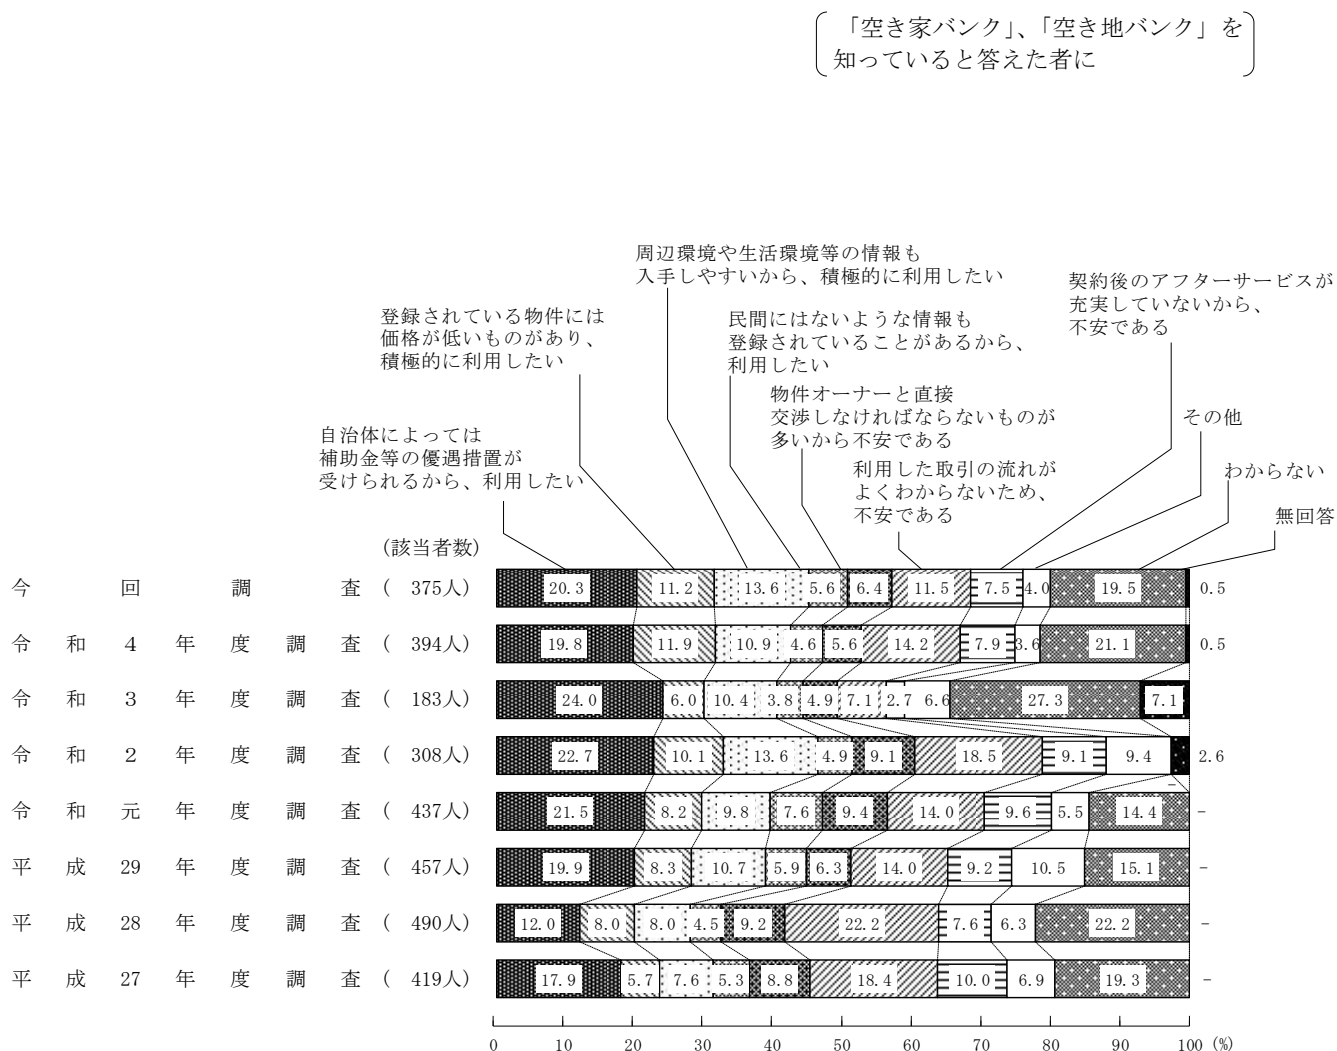 「空き家バンク」、「空き地バンク」を
知っていると答えた者に
周辺環境や生活環境等の情報も
入手しやすいから、積極的に利用したい
契約後のアフターサービスが
充実していないから、
不安である
登録されている物件には
価格が低いものがあり、
積極的に利用したい
民間にはないような情報も
登録されていることがあるから、
利用したい
物件オーナーと直接
交渉しなければならないものが
多いから不安である
その他
自治体によっては
補助金等の優遇措置が
受けられるから、利用したい
利用した取引の流れが
よくわからないため、
不安である
わからない
無回答
(該当者数)
今回調査 ( 375人) 20.3 11.2 13.6 5.6 6.4 11.5 7.5 4.0 19.5 0.5
令和4年度調査 ( 394人) 19.8 11.9 10.9 4.6 5.6 14.2 7.9 3.6 21.1 0.5
令和3年度調査 ( 183人) 24.0 6.0 10.4 3.8 4.9 7.1 2.7 6.6 27.3 7.1
令和2年度調査 ( 308人) 22.7 10.1 13.6 4.9 9.1 18.5 9.1 9.4 2.6
-
令和元年度調査 ( 437人) 21.5 8.2 9.8 7.6 9.4 14.0 9.6 5.5 14.4 -
平成29年度調査 ( 457人) 19.9 8.3 10.7 5.9 6.3 14.0 9.2 10.5 15.1 -
平成28年度調査 ( 490人) 12.0 8.0 8.0 4.5 9.2 22.2 7.6 6.3 22.2 -
平成27年度調査 ( 419人) 17.9 5.7 7.6 5.3 8.8 18.4 10.0 6.9 19.3 -
0 10 20 30 40 50 60 70 80 90 100 (%)